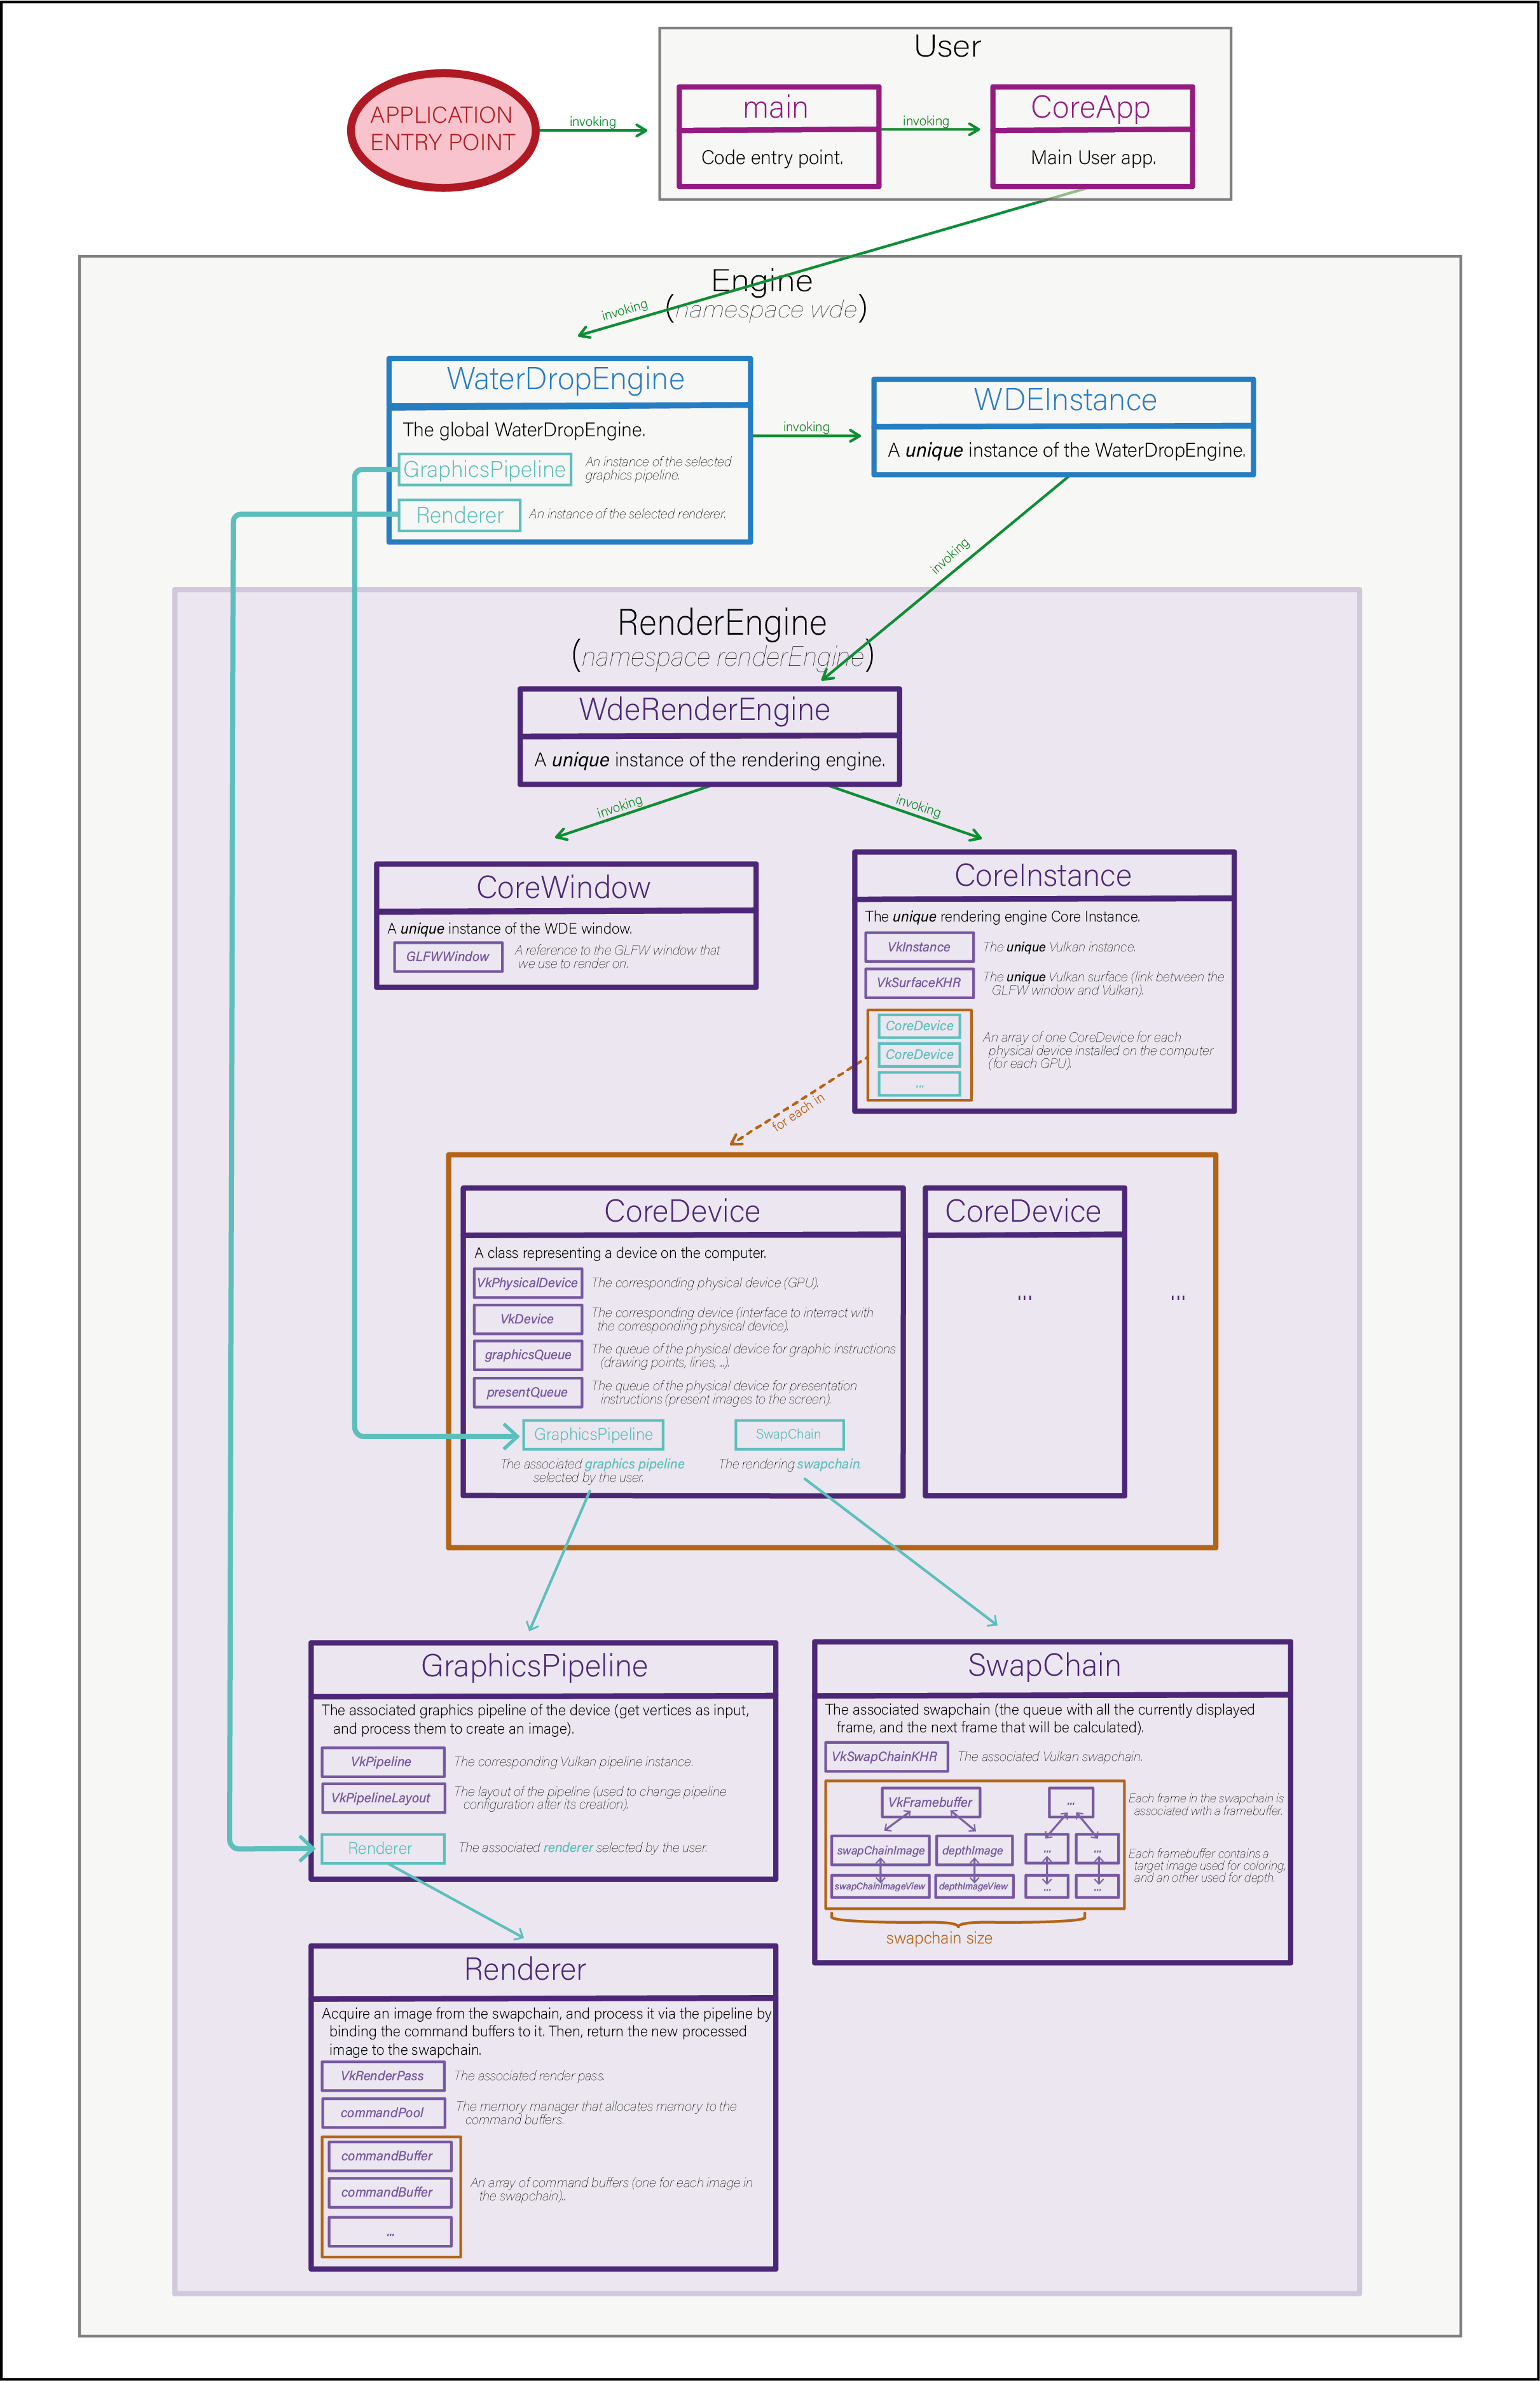 User
APPLICATION
ENTRY POINT
invoking
main
Code entry point.
invoking
CoreApp
Main User app.
Engine
(namespace wde)
invoking
WaterDropEngine
The global WaterDropEngine.
GraphicsPipeline
An instance of the selected
graphics pipeline.
Renderer
An instance of the selected renderer.
invoking
WDEInstance
A unique instance of the WaterDropEngine.
invoking
RenderEngine
(namespace renderEngine)
WdeRenderEngine
A unique instance of the rendering engine.
invoking
invoking
CoreWindow
A unique instance of the WDE window.
GLFWWindow
A reference to the GLFW window that
we use to render on.
CoreInstance
The unique rendering engine Core Instance.
VkInstance
The unique Vulkan instance.
VkSurfaceKHR
The unique Vulkan surface (link between the
GLFW window and Vulkan).
CoreDevice
CoreDevice
...
An array of one CoreDevice for each
physical device installed on the computer
(for each GPU).
for each in
CoreDevice
A class representing a device on the computer.
VkPhysicalDevice
The corresponding physical device (GPU).
VkDevice
The corresponding device (interface to interract with
the corresponding physical device).
graphicsQueue
The queue of the physical device for graphic instructions
(drawing points, lines, ...).
presentQueue
The queue of the physical device for presentation
instructions (present images to the screen).
GraphicsPipeline
The associated graphics pipeline
selected by the user.
SwapChain
The rendering swapchain.
CoreDevice
...
...
GraphicsPipeline
The associated graphics pipeline of the device (get vertices as input,
and process them to create an image).
VkPipeline
The corresponding Vulkan pipeline instance.
VkPipelineLayout
The layout of the pipeline (used to change pipeline
configuration after its creation).
Renderer
The associated renderer selected by the user.
SwapChain
The associated swapchain (the queue with all the currently displayed
frame, and the next frame that will be calculated).
VkSwapChainKHR
The associated Vulkan swapchain.
VkFramebuffer
...
swapChainImage
depthImage
...
...
swapChainImageView
depthImageView
...
...
Each frame in the swapchain is
associated with a framebuffer.
Each framebuffer contains a
target image used for coloring,
and an other used for depth.
swapchain size
Renderer
Acquire an image from the swapchain, and process it via the pipeline by
binding the command buffers to it. Then, return the new processed
image to the swapchain.
VkRenderPass
The associated render pass.
commandPool
The memory manager that allocates memory to the
command buffers.
commandBuffer
commandBuffer
...
An array of command buffers (one for each image in
the swapchain)..